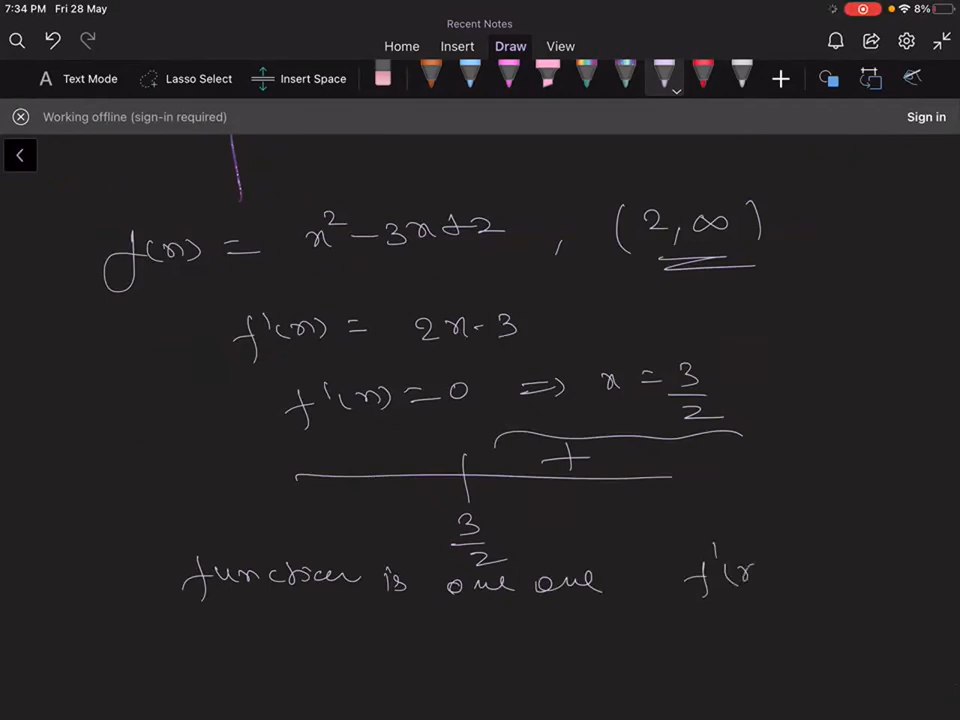 7:34 PM Fri 28 May 8%
Recent Notes
Home Insert Draw View
A Text Mode Lasso Select Insert Space
Working offline (sign-in required) Sign in
f(x) = x² - 3x + 2 , (2, ∞)
f'(x) = 2x - 3
f'(x) = 0 ⇒ x = 3/2
+
3/2
function is one one f'(x